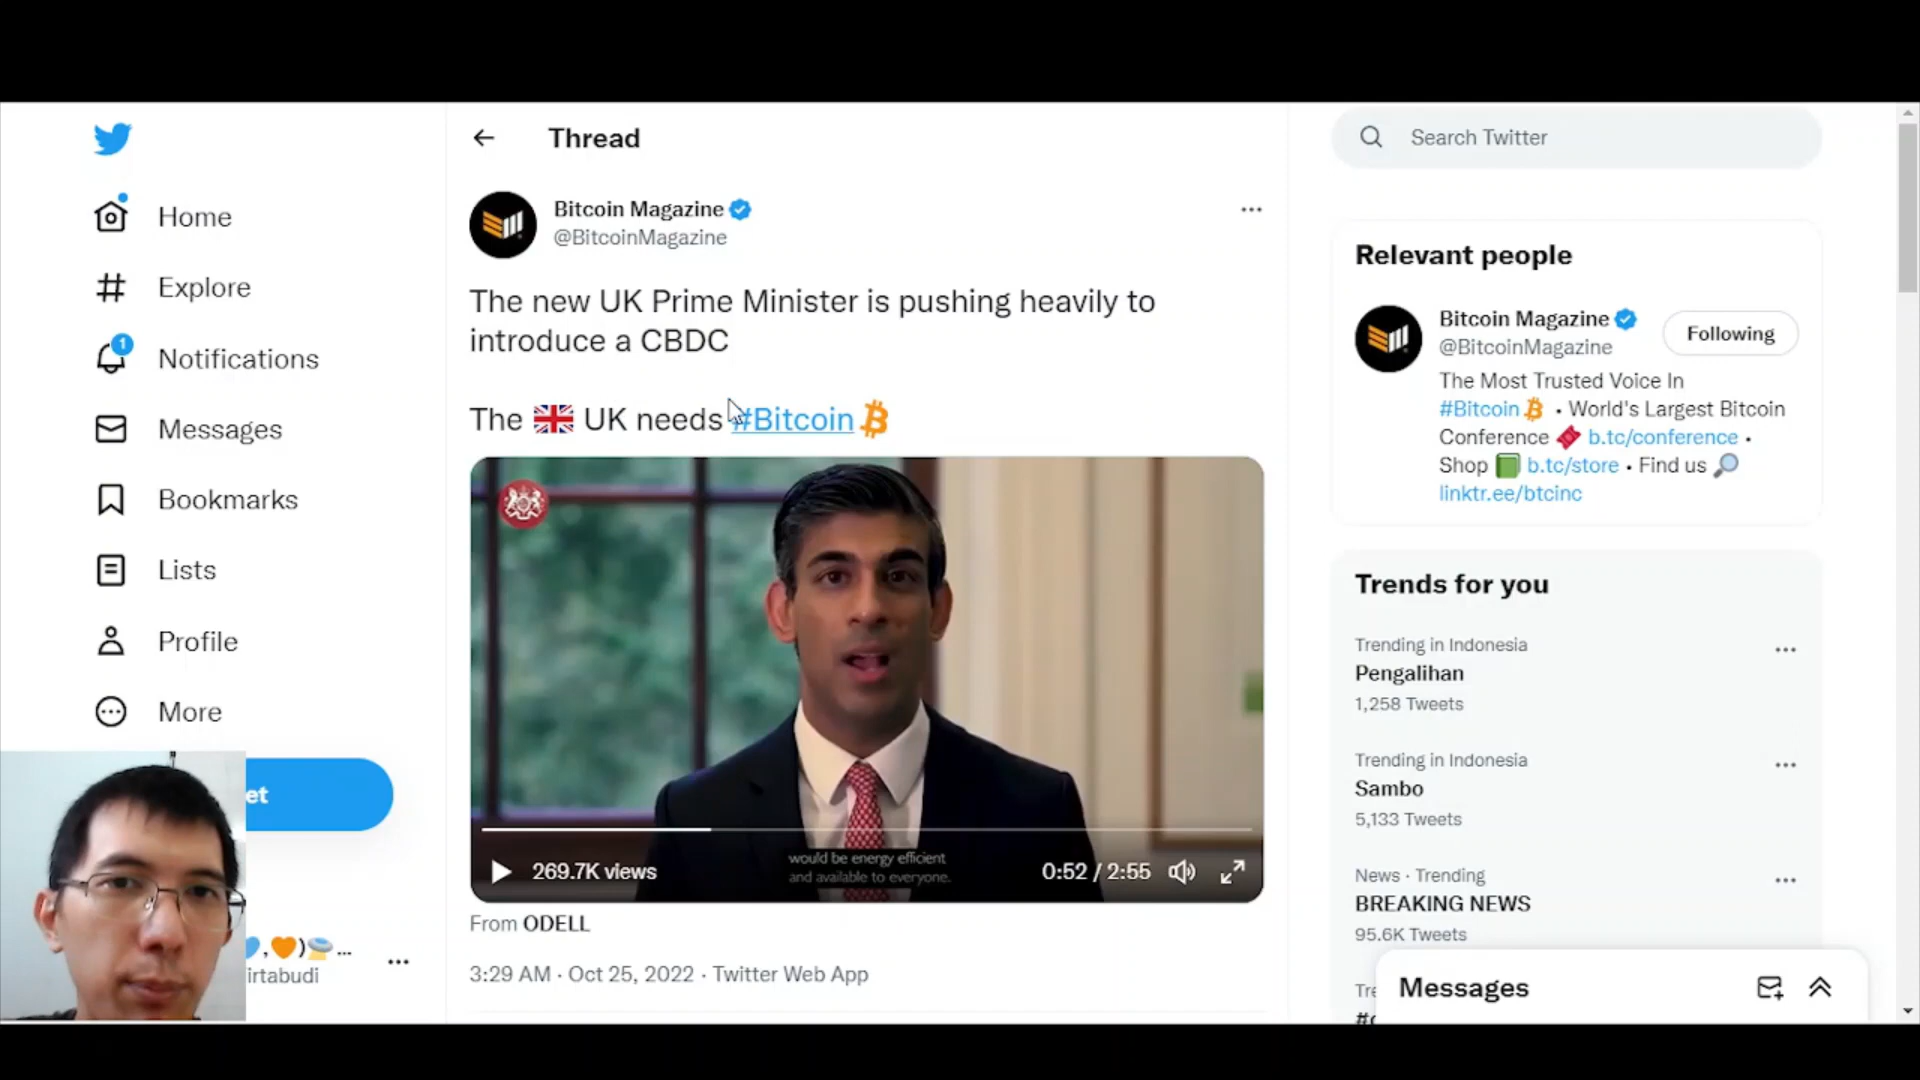 Home
Explore
1
Notifications
Messages
Bookmarks
Lists
Profile
More
et
irtabudi
Thread
Bitcoin Magazine
@BitcoinMagazine
The new UK Prime Minister is pushing heavily to
introduce a CBDC
The 🇬🇧 UK needs #Bitcoin
would be energy efficient
and available to everyone.
269.7K views
0:52 / 2:55
From ODELL
3:29 AM · Oct 25, 2022 · Twitter Web App
Search Twitter
Relevant people
Bitcoin Magazine
@BitcoinMagazine
Following
The Most Trusted Voice In
#Bitcoin • World's Largest Bitcoin
Conference 🎟️ b.tc/conference •
Shop 📗 b.tc/store • Find us 🔎
linktr.ee/btcinc
Trends for you
Trending in Indonesia
Pengalihan
1,258 Tweets
Trending in Indonesia
Sambo
5,133 Tweets
News · Trending
BREAKING NEWS
95.6K Tweets
Messages